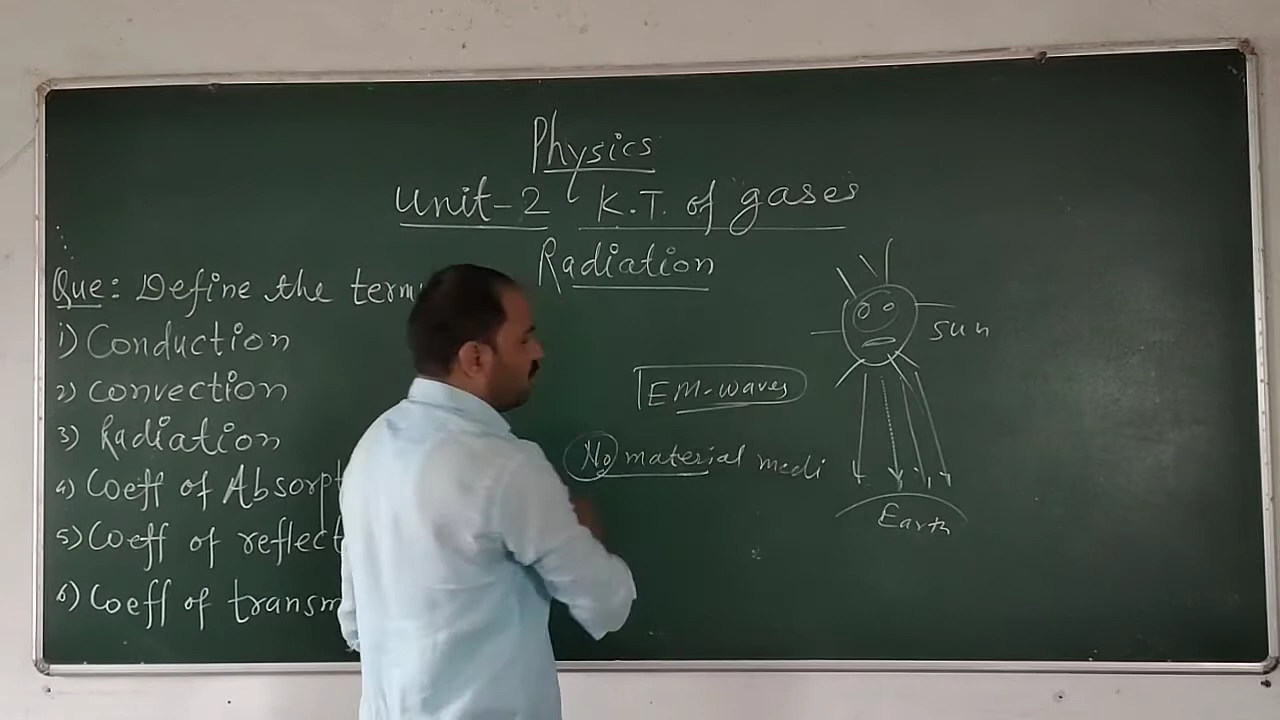 Physics
Unit-2 K.T. of gases
Radiation
Que: Define the term
1) Conduction
2) Convection
3) Radiation
4) Coeff of Absorpt
5) Coeff of reflect
6) Coeff of transm
Sun
EM-waves
No material medi
Earth